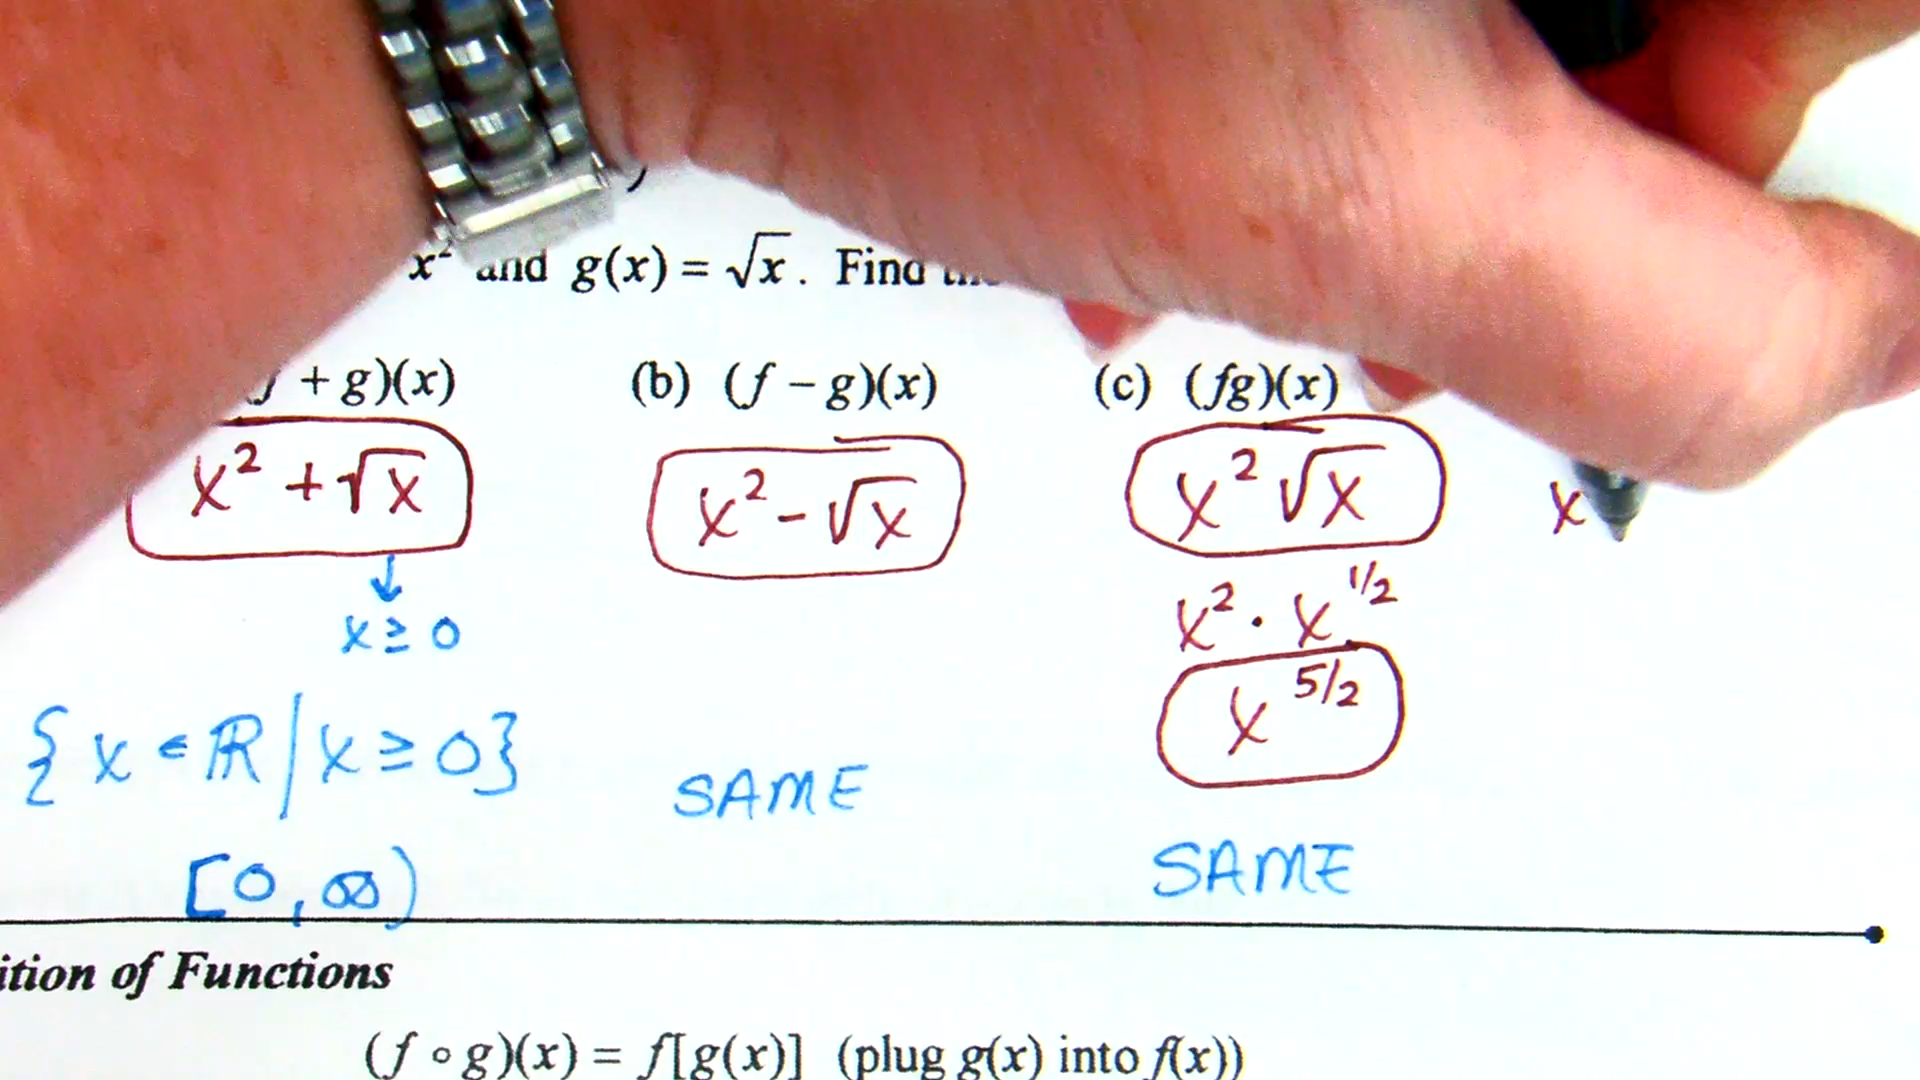 x² and g(x) = √x. Find
+ g)(x) (b) (f − g)(x) (c) (fg)(x)
x² + √x x² − √x x² √x x
x² · x^1/2
x ≥ 0
x^5/2
{x ∈ ℝ / x ≥ 0} SAME
[0, ∞) SAME
ition of Functions
(f ∘ g)(x) = f[g(x)] (plug g(x) into f(x))